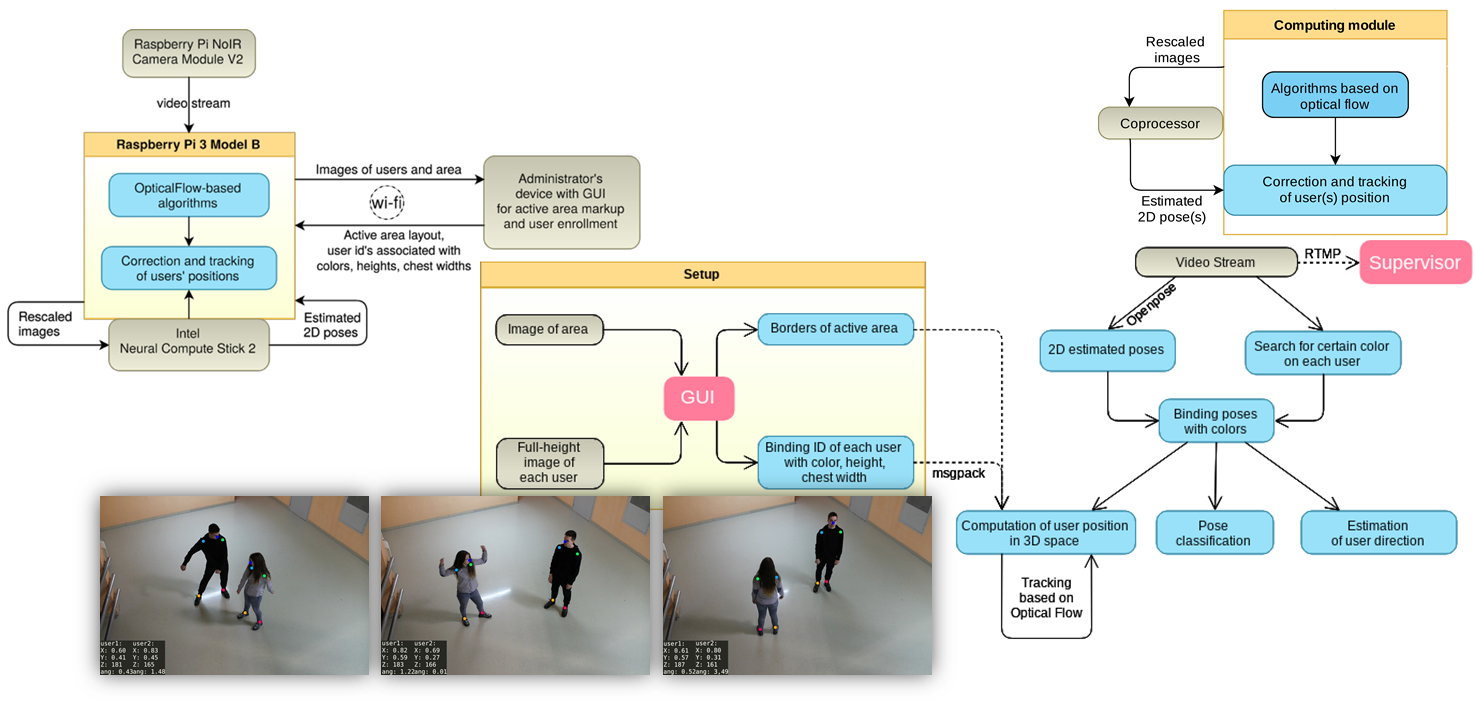 Raspberry Pi NoIR
Camera Module V2
video stream
Raspberry Pi 3 Model B
OpticalFlow-based
algorithms
Correction and tracking
of users' positions
Rescaled
images
Intel
Neural Compute Stick 2
Estimated
2D poses
Images of users and area
wi-fi
Active area layout,
user id's associated with
colors, heights, chest widths
Administrator's
device with GUI
for active area markup
and user enrollment
Setup
Image of area
Full-height
image of
each user
GUI
Borders of active area
Binding ID of each user
with color, height,
chest width
msgpack
Computing module
Rescaled
images
Coprocessor
Estimated
2D pose(s)
Algorithms based on
optical flow
Correction and tracking
of user(s) position
Video Stream
RTMP
Supervisor
Openpose
2D estimated poses
Search for certain color
on each user
Binding poses
with colors
Computation of user position
in 3D space
Pose
classification
Estimation
of user direction
Tracking
based on
Optical Flow
user1: user2:
X: 0.60 X: 0.83
Y: 0.41 Y: 0.45
Z: 181 Z: 165
ang: 0.43ang: 1.48
user1: user2:
X: 0.82 X: 0.69
Y: 0.59 Y: 0.27
Z: 183 Z: 166
ang: 1.22ang: 0.01
user1: user2:
X: 0.61 X: 0.80
Y: 0.57 Y: 0.31
Z: 187 Z: 161
ang: 0.52ang: 3,49